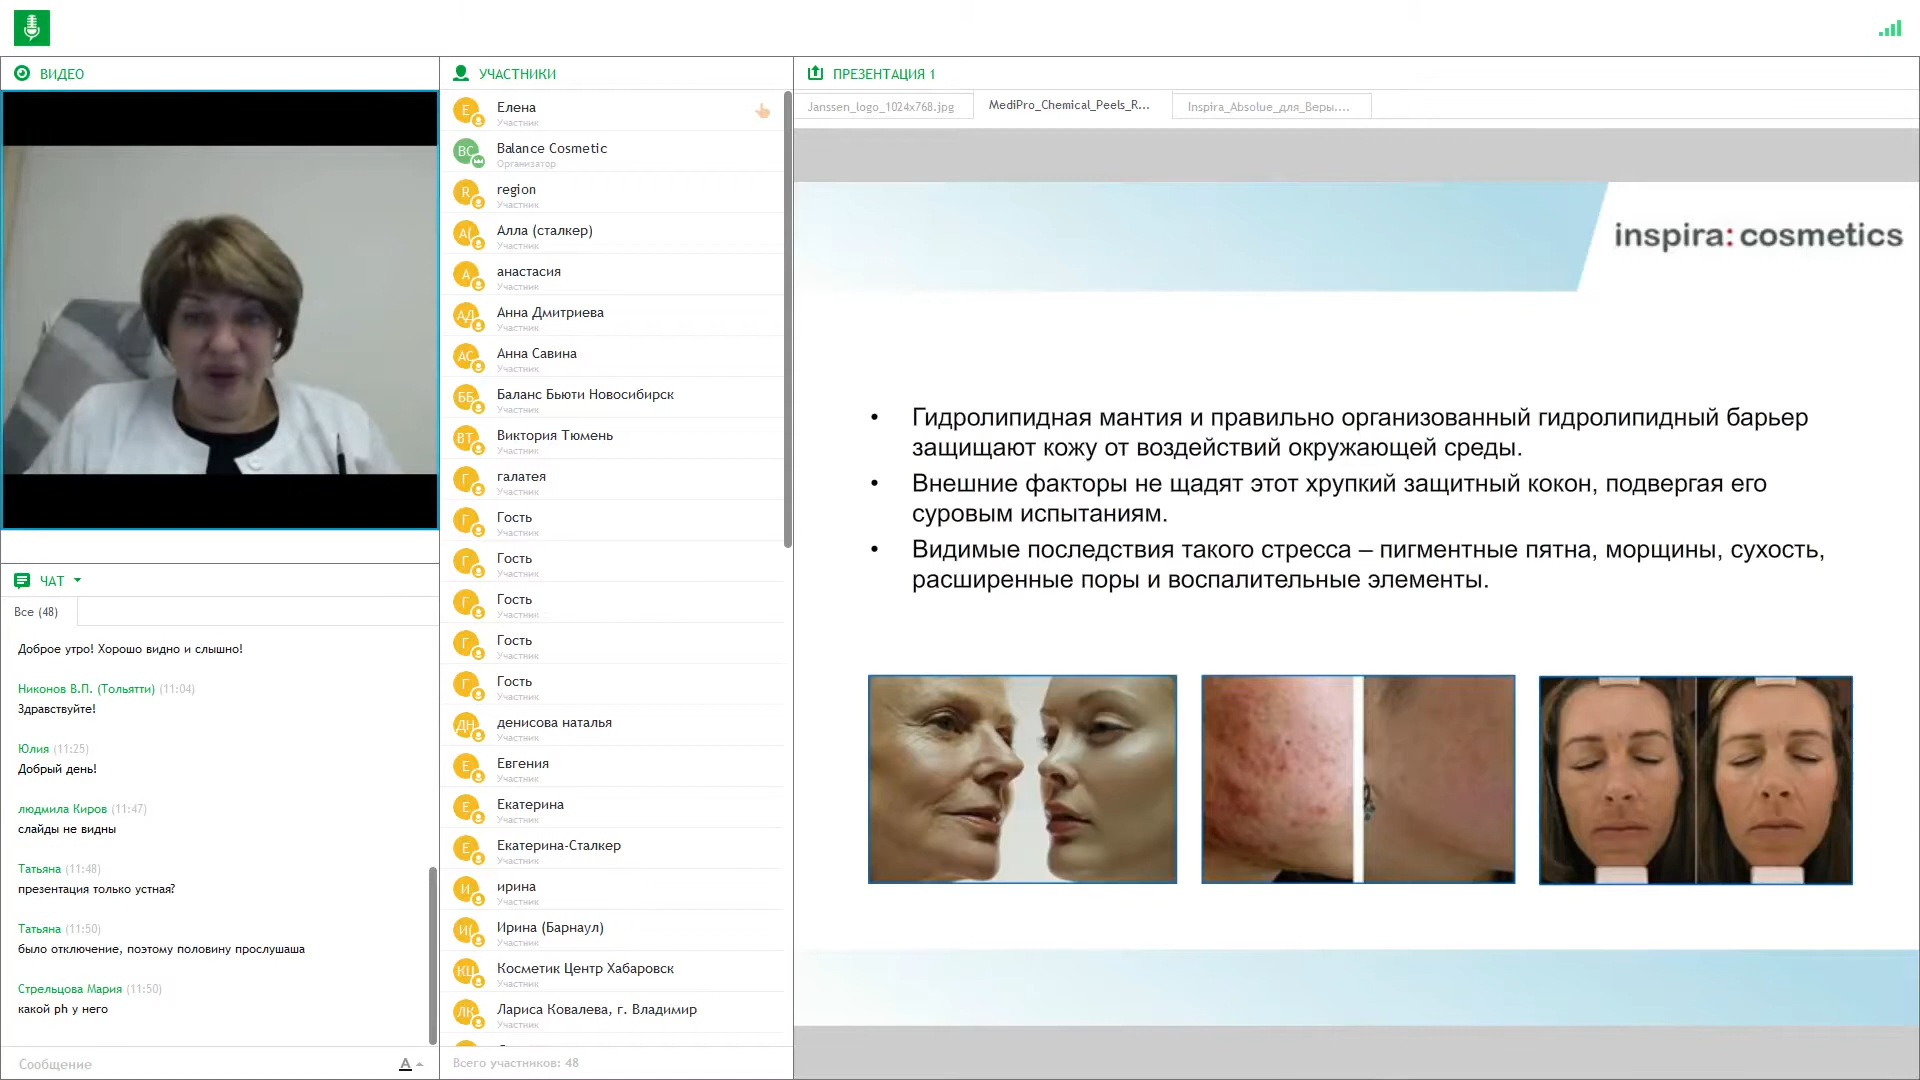 ВИДЕО
УЧАСТНИКИ
Е
Елена
Участник
BC
Balance Cosmetic
Организатор
R
region
Участник
А(
Алла (сталкер)
Участник
А
анастасия
Участник
АД
Анна Дмитриева
Участник
АС
Анна Савина
Участник
ББ
Баланс Бьюти Новосибирск
Участник
ВТ
Виктория Тюмень
Участник
Г
галатея
Участник
Г
Гость
Участник
Г
Гость
Участник
Г
Гость
Участник
Г
Гость
Участник
Г
Гость
Участник
ДН
денисова наталья
Участник
Е
Евгения
Участник
Е
Екатерина
Участник
Е
Екатерина-Сталкер
Участник
И
ирина
Участник
И(
Ирина (Барнаул)
Участник
КЦ
Косметик Центр Хабаровск
Участник
ЛК
Лариса Ковалева, г. Владимир
Участник
Всего участников: 48
ЧАТ
Все (48)
Доброе утро! Хорошо видно и слышно!
Никонов В.П. (Тольятти) (11:04)
Здравствуйте!
Юлия (11:25)
Добрый день!
людмила Киров (11:47)
слайды не видны
Татьяна (11:48)
презентация только устная?
Татьяна (11:50)
было отключение, поэтому половину прослушаша
Стрельцова Мария (11:50)
какой ph у него
Сообщение
A
ПРЕЗЕНТАЦИЯ 1
Janssen_logo_1024x768.jpg
MediPro_Chemical_Peels_R...
Inspira_Absolue_для_Веры....
inspira: cosmetics
• Гидролипидная мантия и правильно организованный гидролипидный барьер
защищают кожу от воздействий окружающей среды.
• Внешние факторы не щадят этот хрупкий защитный кокон, подвергая его
суровым испытаниям.
• Видимые последствия такого стресса – пигментные пятна, морщины, сухость,
расширенные поры и воспалительные элементы.